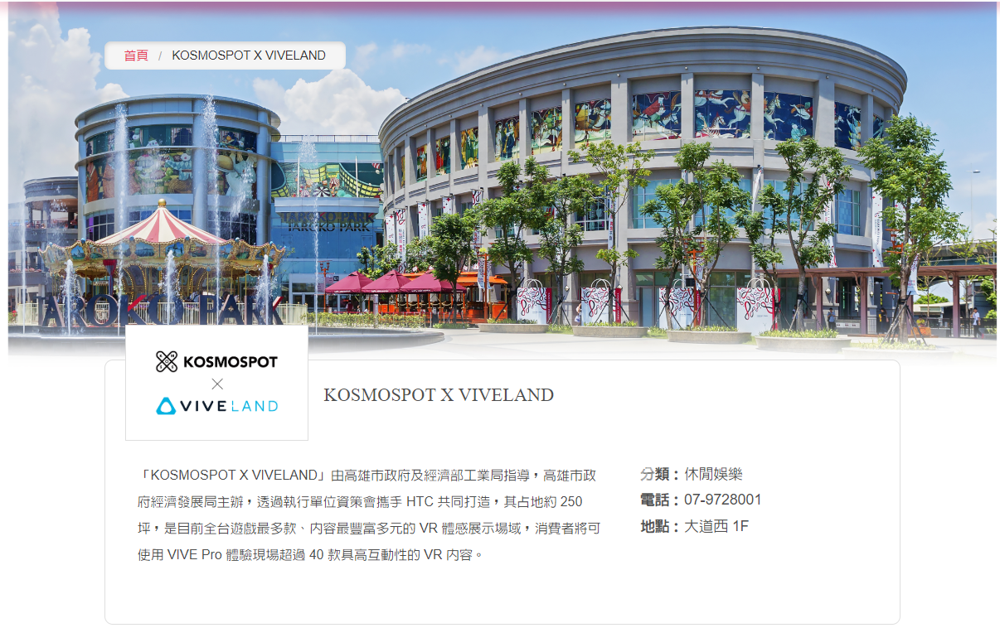 首頁 / KOSMOSPOT X VIVELAND
TAROKO PARK
TAROKO PARK
KOSMOSPOT
×
VIVELAND
KOSMOSPOT X VIVELAND
「KOSMOSPOT X VIVELAND」由高雄市政府及經濟部工業局指導，高雄市政
府經濟發展局主辦，透過執行單位資策會攜手 HTC 共同打造，其占地約 250
坪，是目前全台遊戲最多款、內容最豐富多元的 VR 體感展示場域，消費者將可
使用 VIVE Pro 體驗現場超過 40 款具高互動性的 VR 內容。
分類：休閒娛樂
電話：07-9728001
地點：大道西 1F